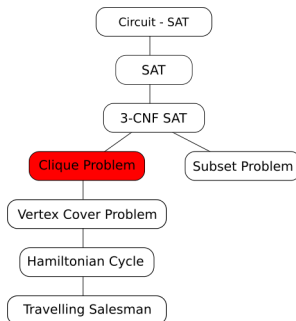 Circuit - SAT
SAT
3-CNF SAT
Clique Problem
Subset Problem
Vertex Cover Problem
Hamiltonian Cycle
Travelling Salesman